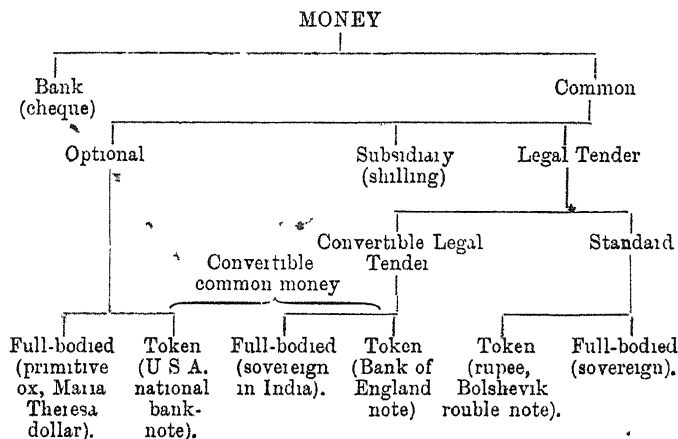 MONEY
Bank
(cheque)
Common
Optional
Subsidiary
(shilling)
Legal Tender
Convertible
common money
Convertible Legal
Tender
Standard
Full-bodied
(primitive
ox, Maria
Theresa
dollar).
Token
(U S A.
national
bank-
note).
Full-bodied
(sovereign
in India).
Token
(Bank of
England
note)
Token
(rupee,
Bolshevik
rouble note).
Full-bodied
(sovereign).